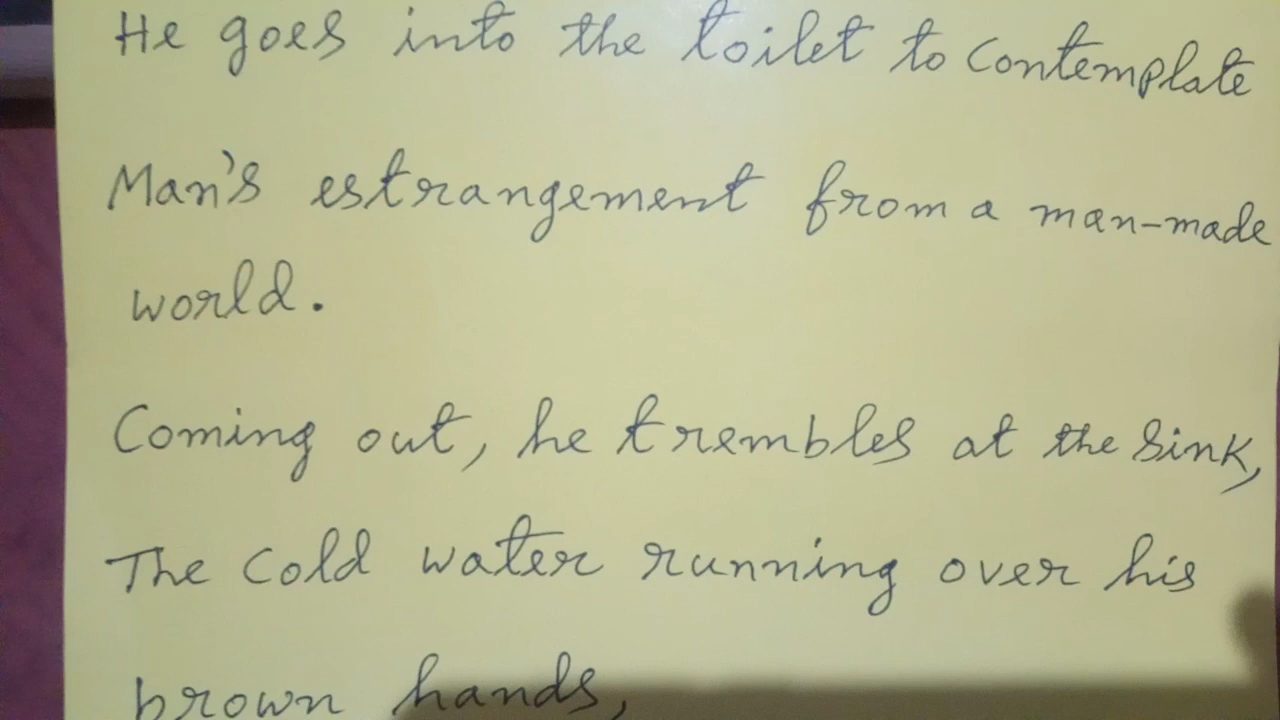 He goes into the toilet to contemplate
Man's estrangement from a man-made
world.
Coming out, he trembles at the sink,
The cold water running over his
brown hands,